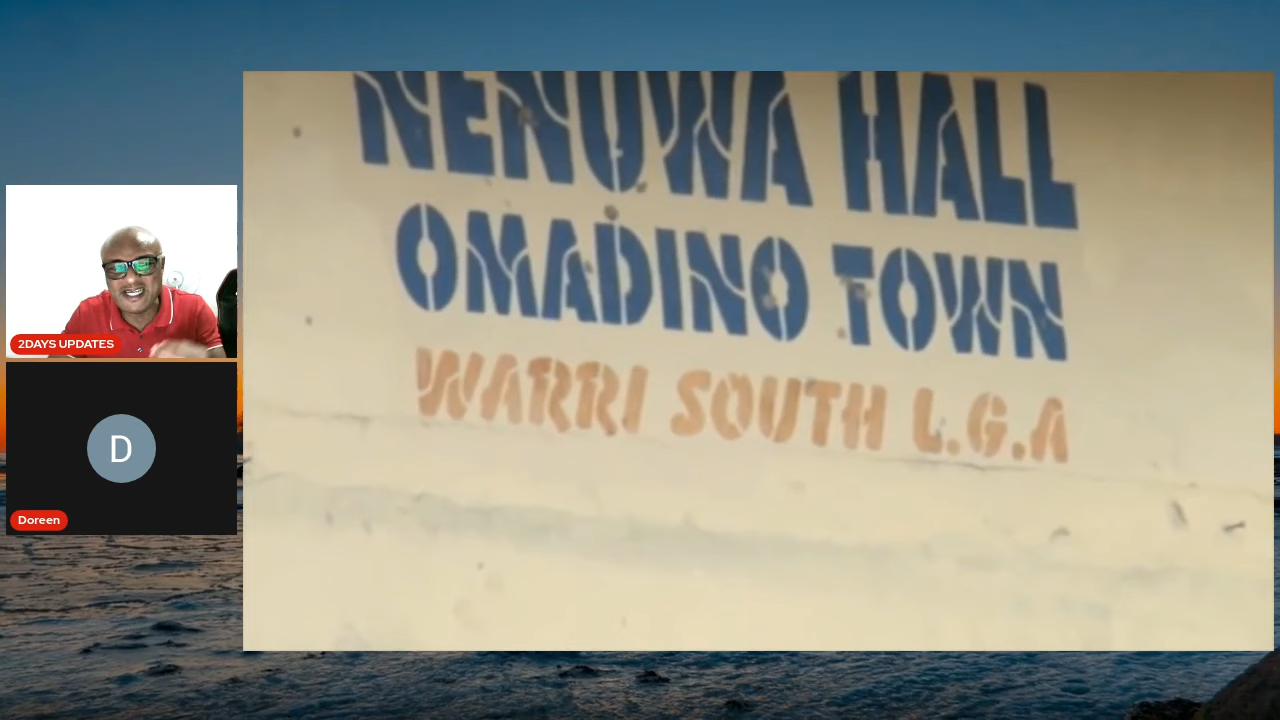 NENUWA HALL
OMADINO TOWN
WARRI SOUTH L.G.A
2DAYS UPDATES
D
Doreen